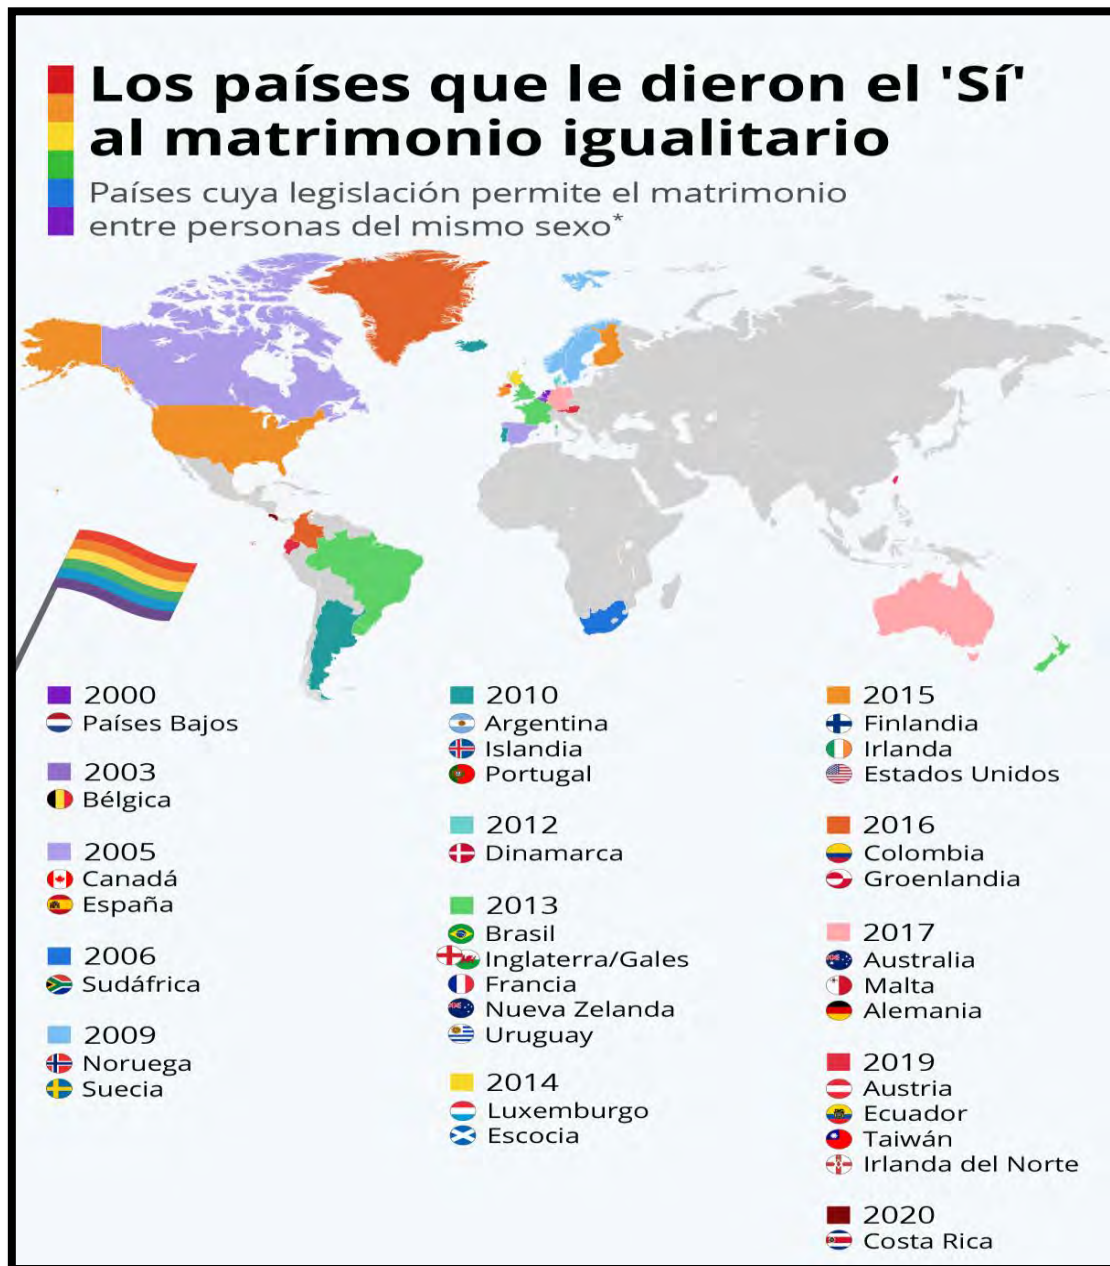 Los países que le dieron el 'Sí'
al matrimonio igualitario
Países cuya legislación permite el matrimonio
entre personas del mismo sexo*
2000
Países Bajos
2003
Bélgica
2005
Canadá
España
2006
Sudáfrica
2009
Noruega
Suecia
2010
Argentina
Islandia
Portugal
2012
Dinamarca
2013
Brasil
Inglaterra/Gales
Francia
Nueva Zelanda
Uruguay
2014
Luxemburgo
Escocia
2015
Finlandia
Irlanda
Estados Unidos
2016
Colombia
Groenlandia
2017
Australia
Malta
Alemania
2019
Austria
Ecuador
Taiwán
Irlanda del Norte
2020
Costa Rica